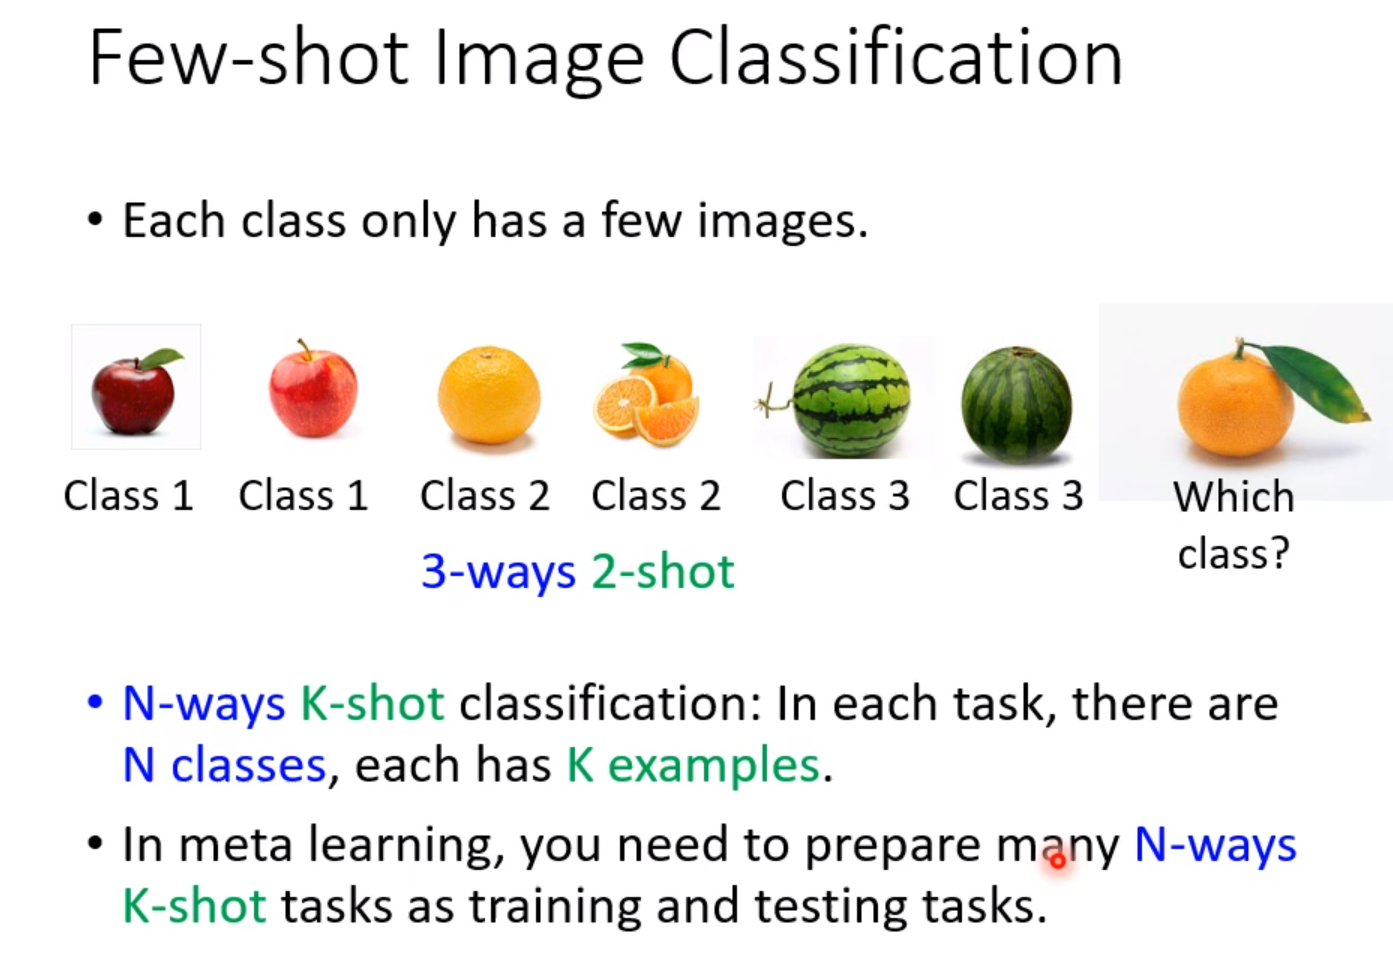 Few-shot Image Classification
• Each class only has a few images.
Class 1 Class 1 Class 2 Class 2 Class 3 Class 3 Which
class?
3-ways 2-shot
• N-ways K-shot classification: In each task, there are
N classes, each has K examples.
• In meta learning, you need to prepare many N-ways
K-shot tasks as training and testing tasks.